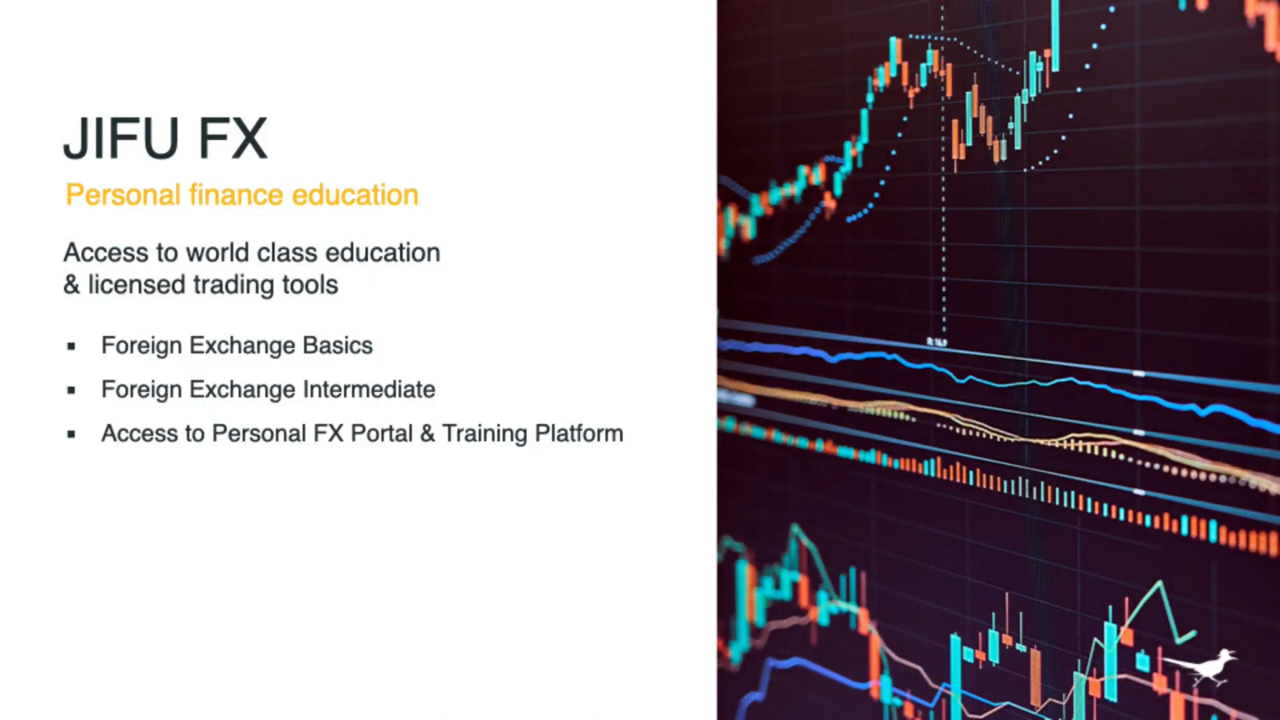 JIFU FX
Personal finance education
Access to world class education
& licensed trading tools
▪ Foreign Exchange Basics
▪ Foreign Exchange Intermediate
▪ Access to Personal FX Portal & Training Platform